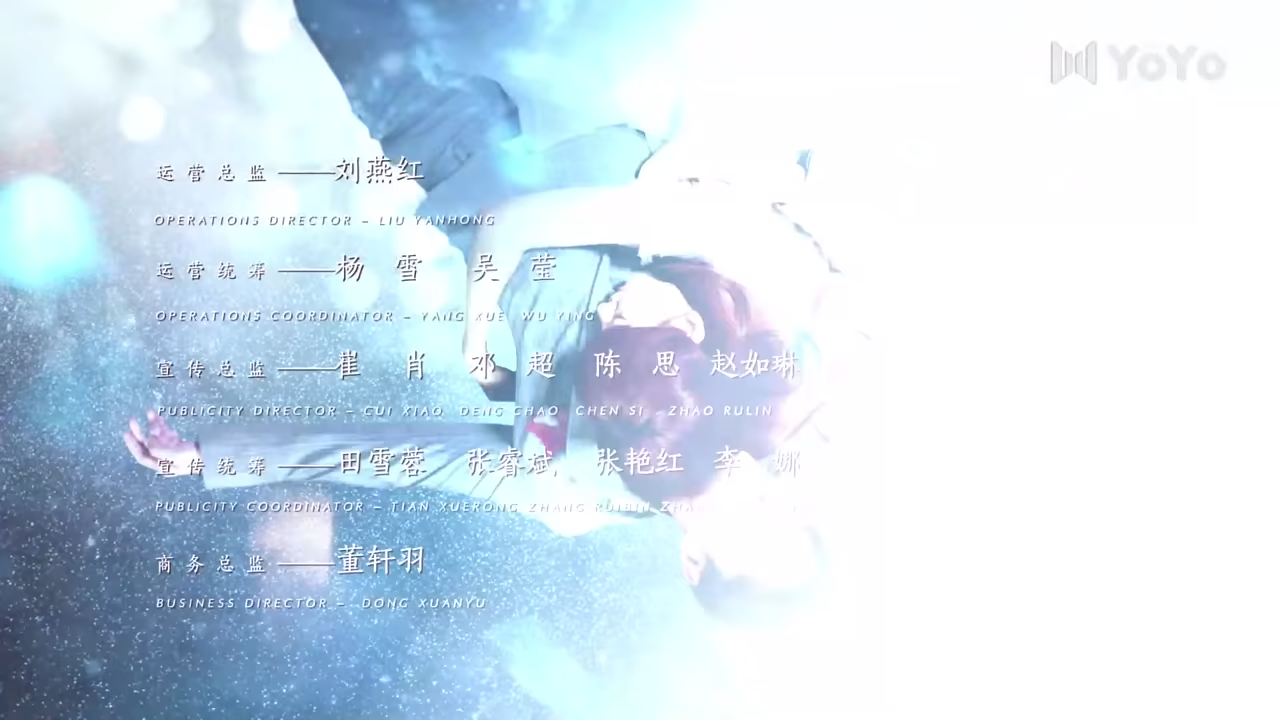 YoYo
运营总监——刘燕红
OPERATIONS DIRECTOR – LIU YANHONG
运营统筹——杨 雪 吴 莹
OPERATIONS COORDINATOR – YANG XUE WU YING
宣传总监——崔 肖 邓 超 陈 思 赵如琳
PUBLICITY DIRECTOR – CUI XIAO DENG CHAO CHEN SI ZHAO RULIN
宣传统筹——田雪蓉 张睿斌 张艳红 李 娜
PUBLICITY COORDINATOR – TIAN XUERONG ZHANG RUIBIN
商务总监——董轩羽
BUSINESS DIRECTOR – DONG XUANYU